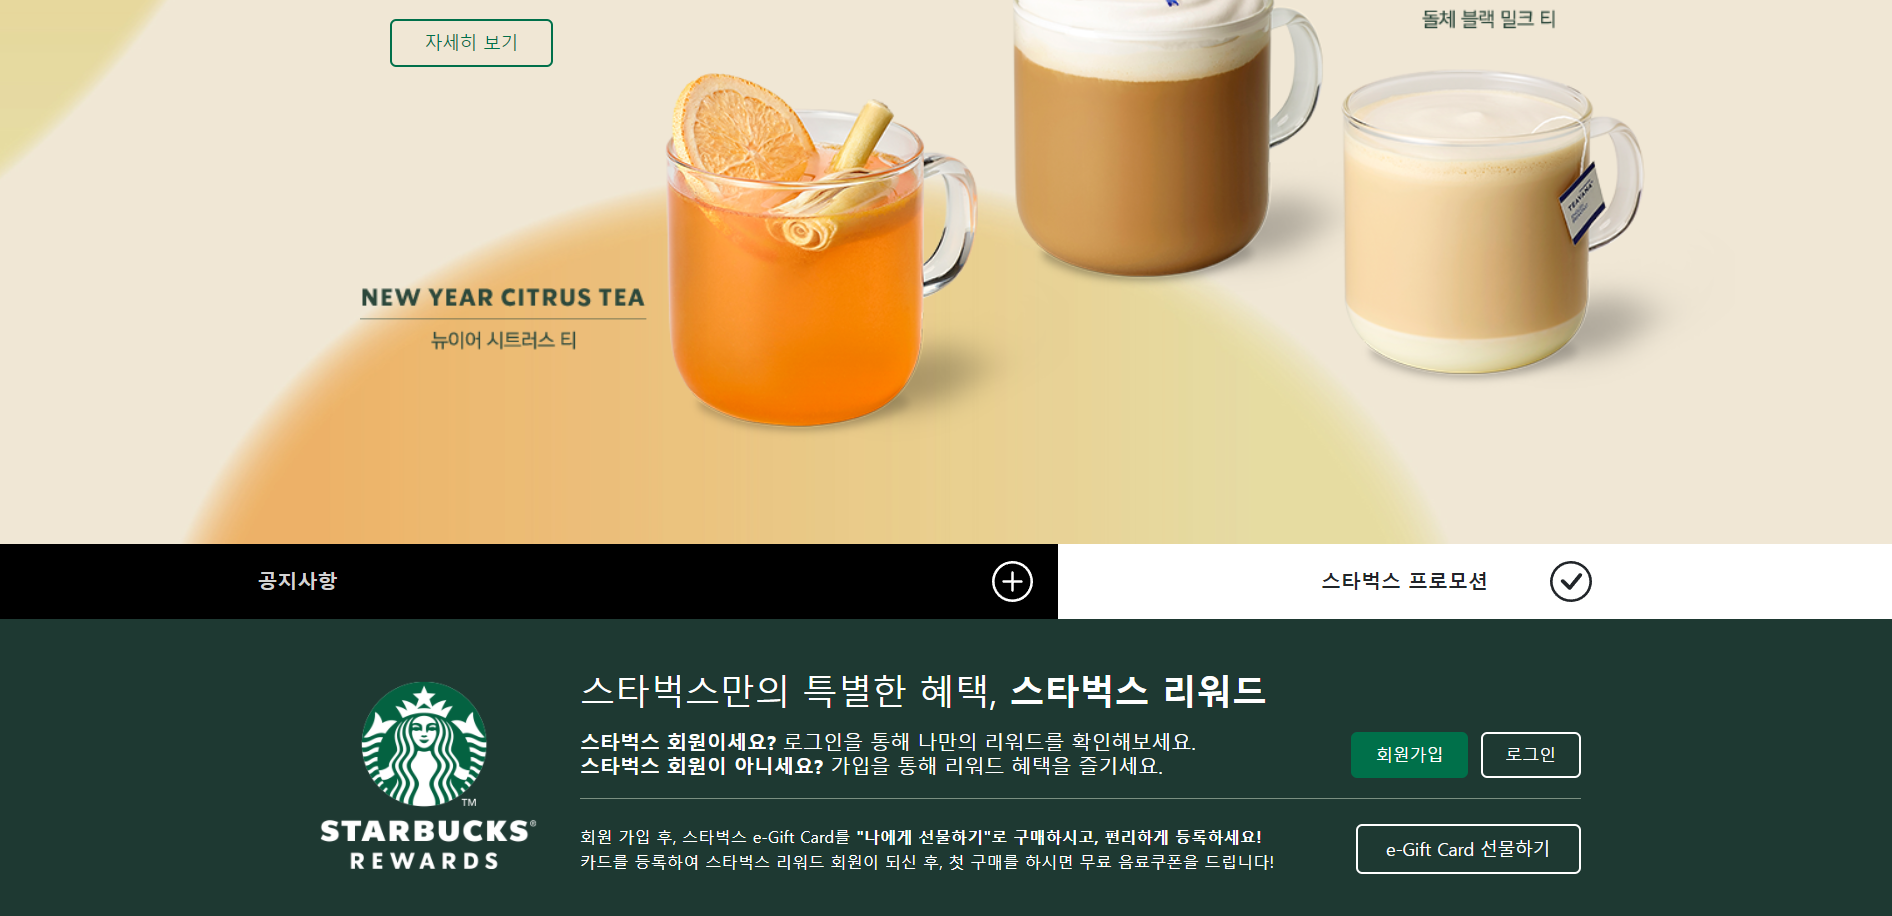 자세히 보기
돌체 블랙 밀크 티
TEAVANA
NEW YEAR CITRUS TEA
뉴이어 시트러스 티
공지사항
스타벅스 프로모션
스타벅스만의 특별한 혜택, 스타벅스 리워드
스타벅스 회원이세요? 로그인을 통해 나만의 리워드를 확인해보세요.
스타벅스 회원이 아니세요? 가입을 통해 리워드 혜택을 즐기세요.
회원가입
로그인
TM
STARBUCKS®
REWARDS
회원 가입 후, 스타벅스 e-Gift Card를 "나에게 선물하기"로 구매하시고, 편리하게 등록하세요!
카드를 등록하여 스타벅스 리워드 회원이 되신 후, 첫 구매를 하시면 무료 음료쿠폰을 드립니다!
e-Gift Card 선물하기